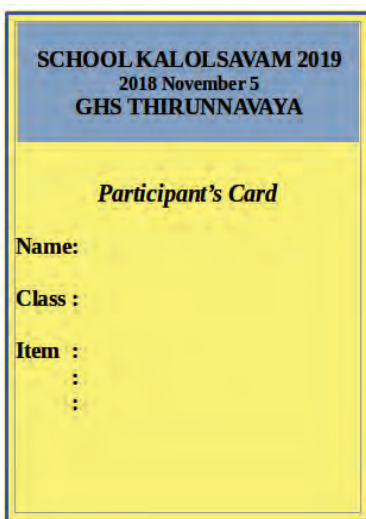 SCHOOL KALOLSAVAM 2019
2018 November 5
GHS THIRUNNAVAYA
Participant's Card
Name:
Class :
Item :
:
: